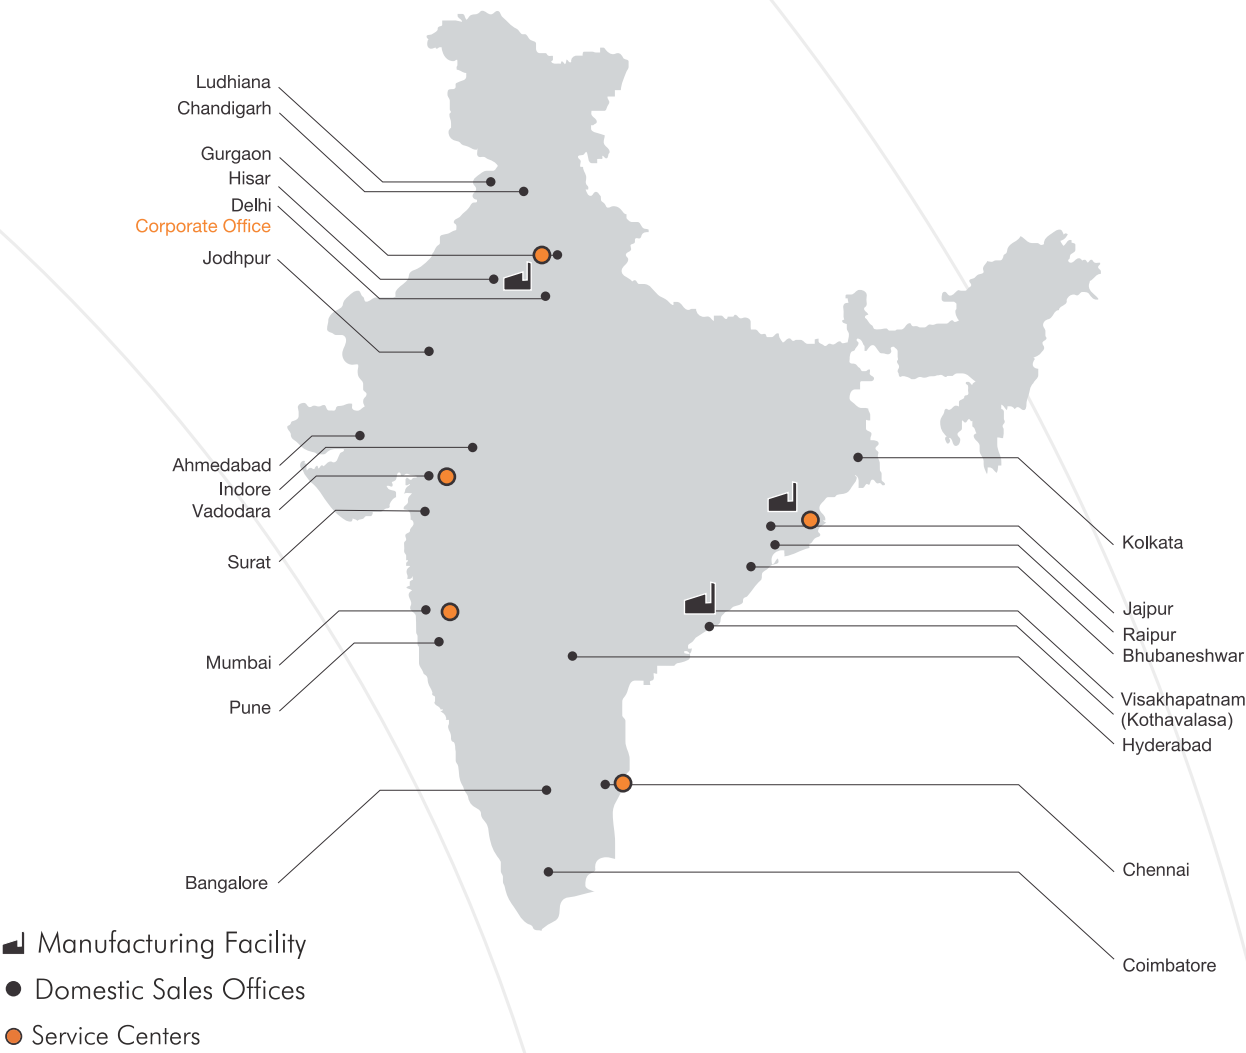 Ludhiana
Chandigarh
Gurgaon
Hisar
Delhi
Corporate Office
Jodhpur
Ahmedabad
Indore
Vadodara
Surat
Mumbai
Pune
Bangalore
Kolkata
Jajpur
Raipur
Bhubaneshwar
Visakhapatnam
(Kothavalasa)
Hyderabad
Chennai
Coimbatore
Manufacturing Facility
Domestic Sales Offices
Service Centers